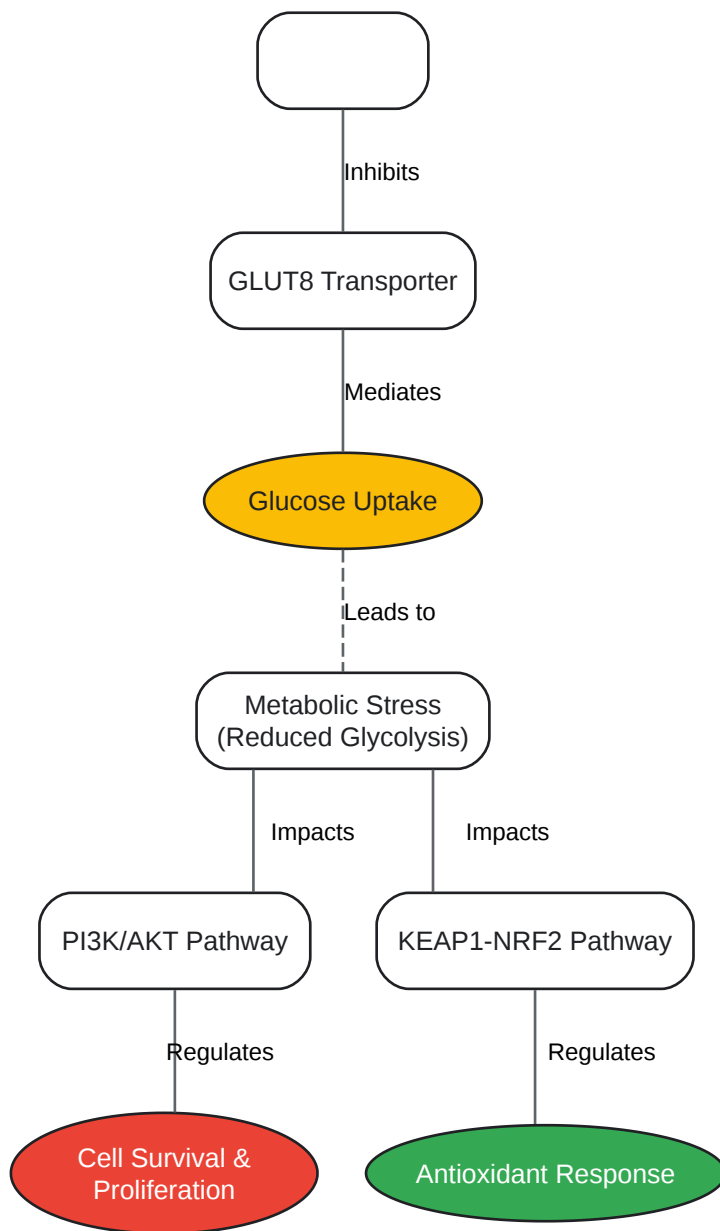 Inhibits
GLUT8 Transporter
Mediates
Glucose Uptake
Leads to
Metabolic Stress
(Reduced Glycolysis)
Impacts
Impacts
PI3K/AKT Pathway
KEAP1-NRF2 Pathway
Regulates
Regulates
Cell Survival &
Proliferation
Antioxidant Response